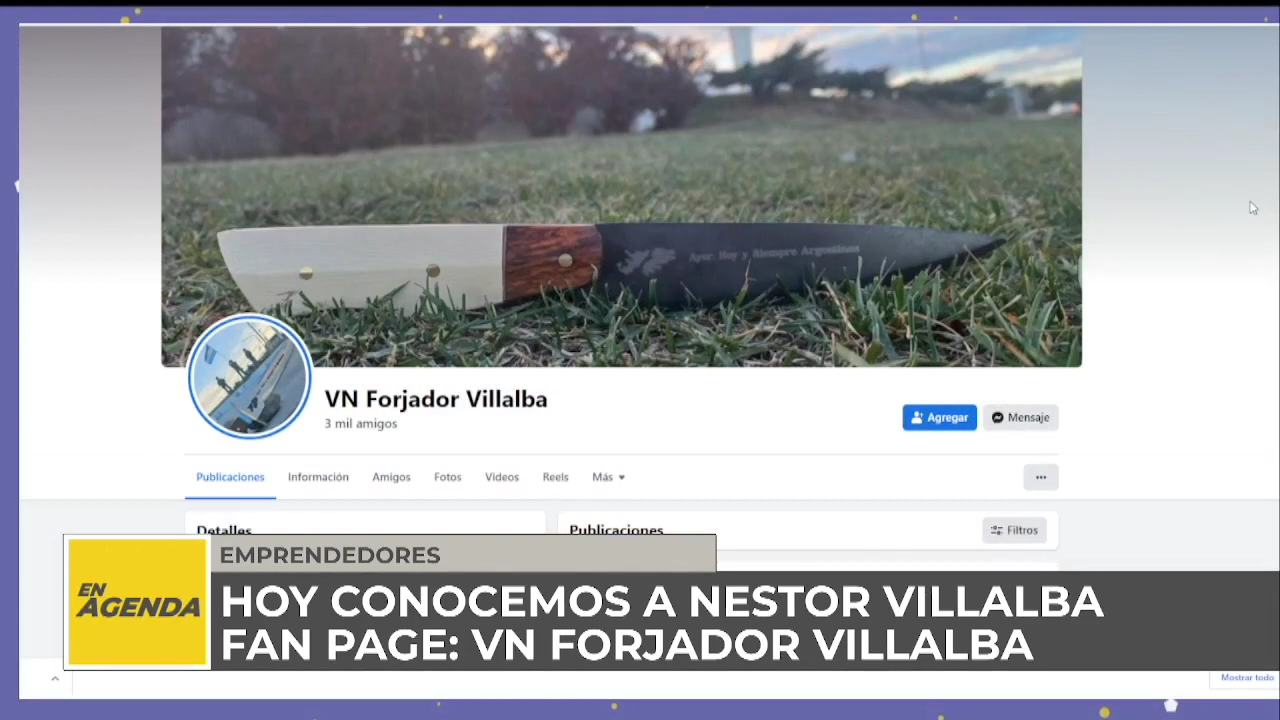 Ayer, Hoy y Siempre Argentinas
VN Forjador Villalba
3 mil amigos
Agregar
Mensaje
Publicaciones
Información
Amigos
Fotos
Videos
Reels
Más
Detalles
Publicaciones
Filtros
EN
AGENDA
EMPRENDEDORES
HOY CONOCEMOS A NESTOR VILLALBA
FAN PAGE: VN FORJADOR VILLALBA
Mostrar todo